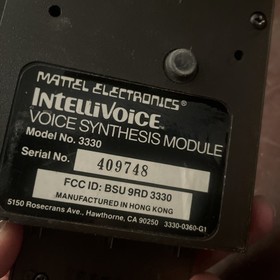 MATTEL ELECTRONICS®
INTELLIVOICE™
VOICE SYNTHESIS MODULE
Model No. 3330
Serial No. 409748
FCC ID: BSU 9RD 3330
MANUFACTURED IN HONG KONG
5150 Rosecrans Ave., Hawthorne, CA 90250 3330-0360-G1